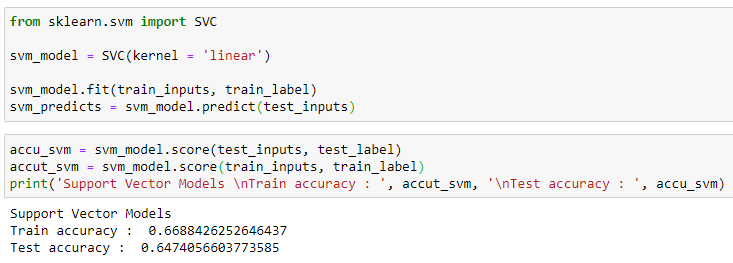 from sklearn.svm import SVC
svm_model = SVC(kernel = 'linear')
svm_model.fit(train_inputs, train_label)
svm_predicts = svm_model.predict(test_inputs)
accu_svm = svm_model.score(test_inputs, test_label)
accut_svm = svm_model.score(train_inputs, train_label)
print('Support Vector Models \nTrain accuracy : ', accut_svm, '\nTest accuracy : ', accu_svm)
Support Vector Models
Train accuracy :  0.6688426252646437
Test accuracy :  0.6474056603773585